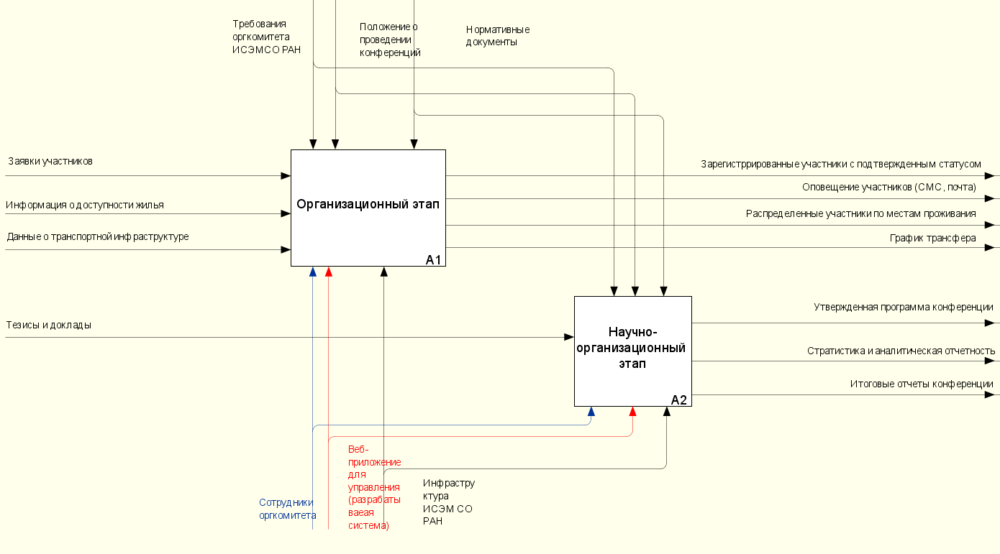 Требования
оргкомитета
ИСЭМ СО РАН
Положение о
проведении
конференций
Нормативные
документы
Заявки участников
Информация о доступности жилья
Данные о транспортной инфраструктуре
Организационный этап
A1
Зарегистррированные участники с подтвержденным статусом
Оповещение участников (СМС, почта)
Распределенные участники по местам проживания
График трансфера
Тезисы и доклады
Научно-
организационный
этап
A2
Утвержденная программа конференции
Стратистика и аналитическая отчетность
Итоговые отчеты конференции
Сотрудники
оргкомитета
Веб-
приложение
для
управления
(разрабаты
ваеая
система)
Инфрастру
ктура
ИСЭМ СО
РАН